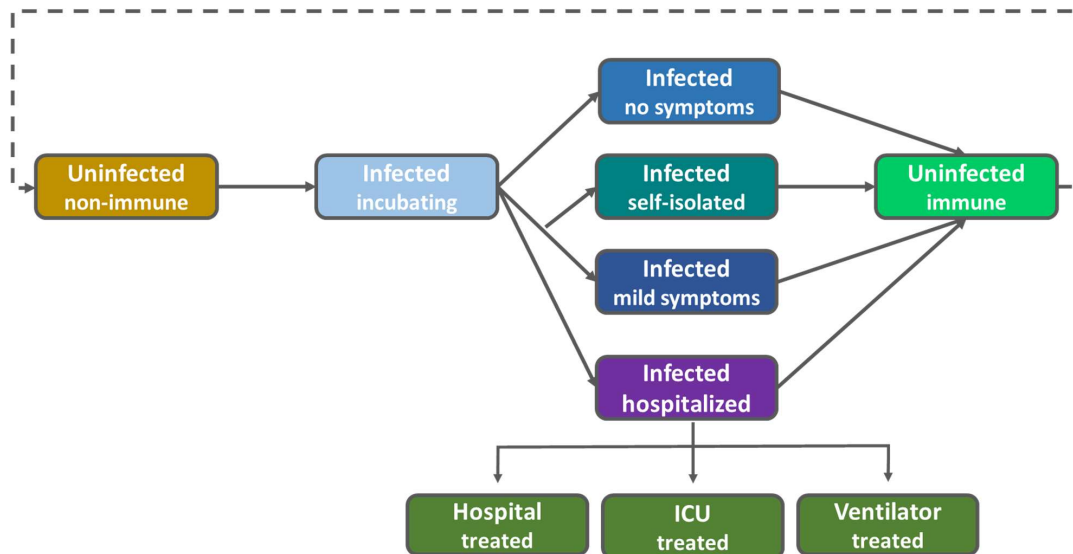 Infected
no symptoms
Uninfected
non-immune
Infected
incubating
Infected
self-isolated
Uninfected
immune
Infected
mild symptoms
Infected
hospitalized
Hospital
treated
ICU
treated
Ventilator
treated